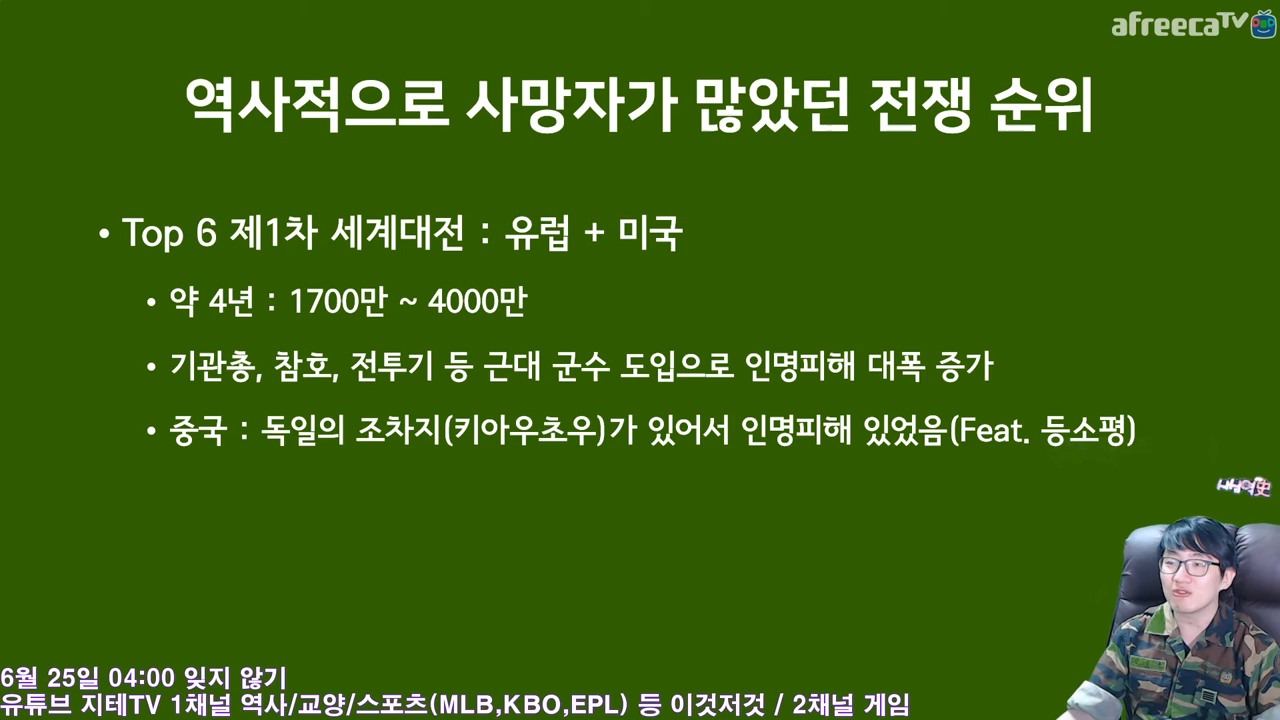 afreecaTV
역사적으로 사망자가 많았던 전쟁 순위
• Top 6 제1차 세계대전 : 유럽 + 미국
• 약 4년 : 1700만 ~ 4000만
• 기관총, 참호, 전투기 등 근대 군수 도입으로 인명피해 대폭 증가
• 중국 : 독일의 조차지(키아우초우)가 있어서 인명피해 있었음(Feat. 등소평)
6월 25일 04:00 잊지 않기
유튜브 지테TV 1채널 역사/교양/스포츠(MLB,KBO,EPL) 등 이것저것 / 2채널 게임